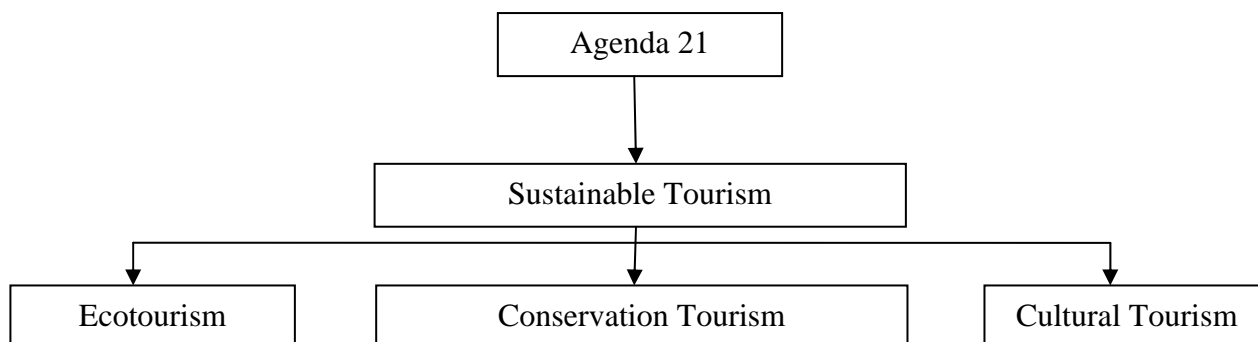 Agenda 21
Sustainable Tourism
Ecotourism
Conservation Tourism
Cultural Tourism